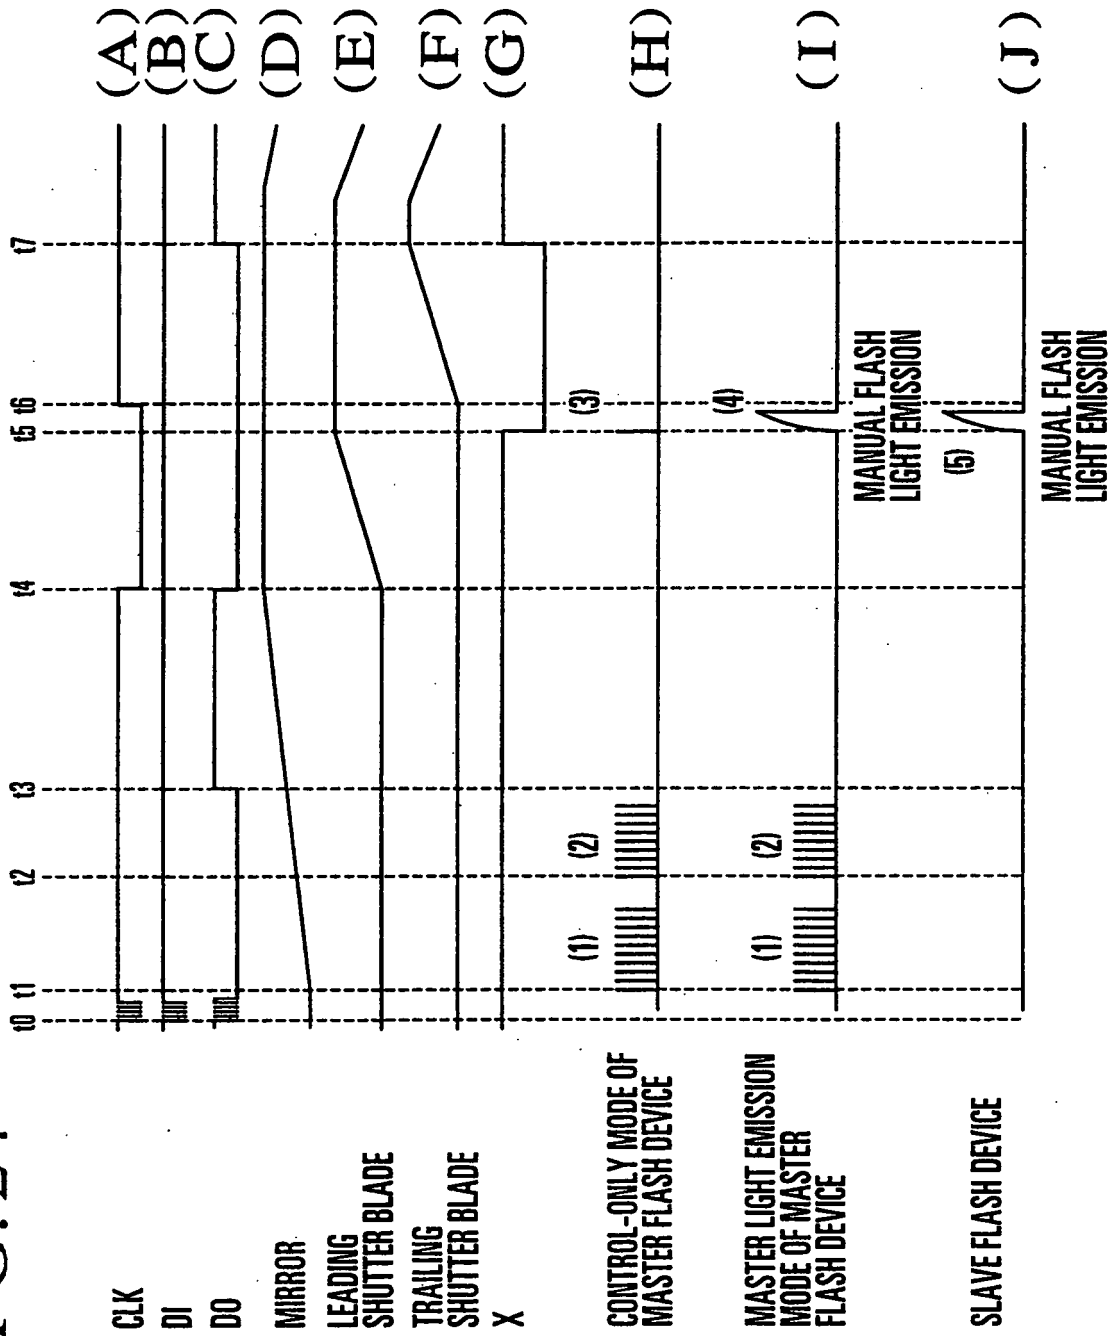 t0
t1
t2
t3
t4
t5
t6
t7
CLK
(A)
DI
(B)
DO
(C)
MIRROR
(D)
LEADING
SHUTTER BLADE
(E)
TRAILING
SHUTTER BLADE
(F)
X
(G)
CONTROL-ONLY MODE OF
MASTER FLASH DEVICE
(1)
(2)
(3)
(H)
MASTER LIGHT EMISSION
MODE OF MASTER
FLASH DEVICE
(1)
(2)
(4)
MANUAL FLASH
LIGHT EMISSION
(I)
SLAVE FLASH DEVICE
(5)
MANUAL FLASH
LIGHT EMISSION
(J)